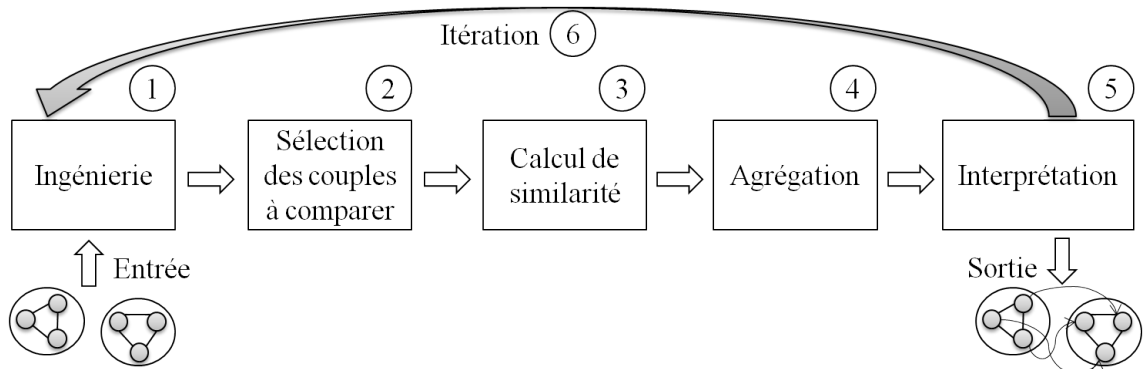 Itération 6
1
2
3
4
5
Ingénierie
Sélection
des couples
à comparer
Calcul de
similarité
Agrégation
Interprétation
Entrée
Sortie